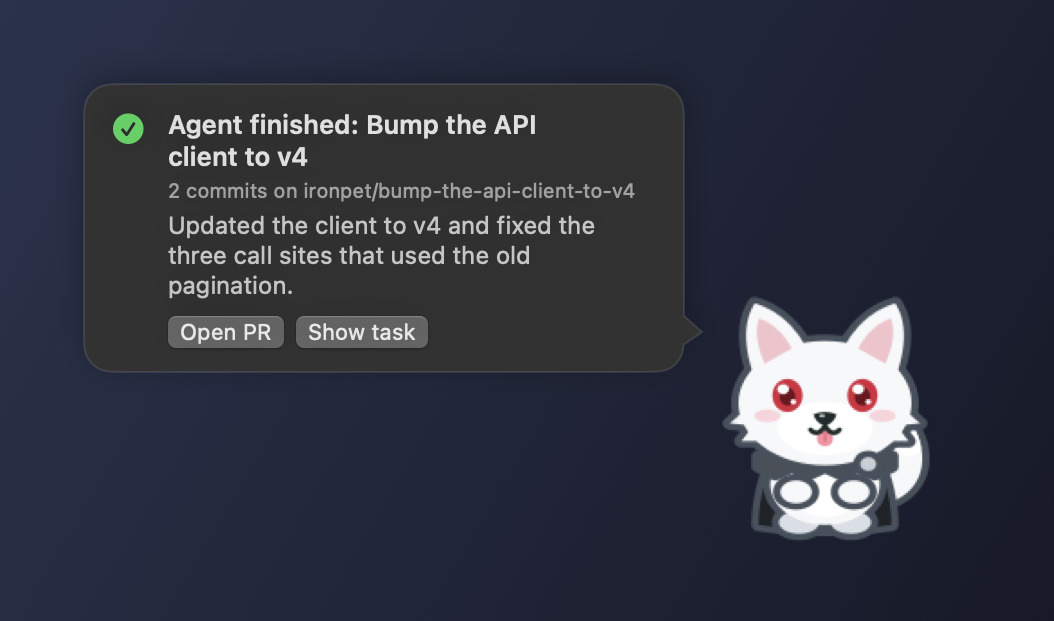 Agent finished: Bump the API
client to v4
2 commits on ironpet/bump-the-api-client-to-v4
Updated the client to v4 and fixed the
three call sites that used the old
pagination.
Open PR Show task